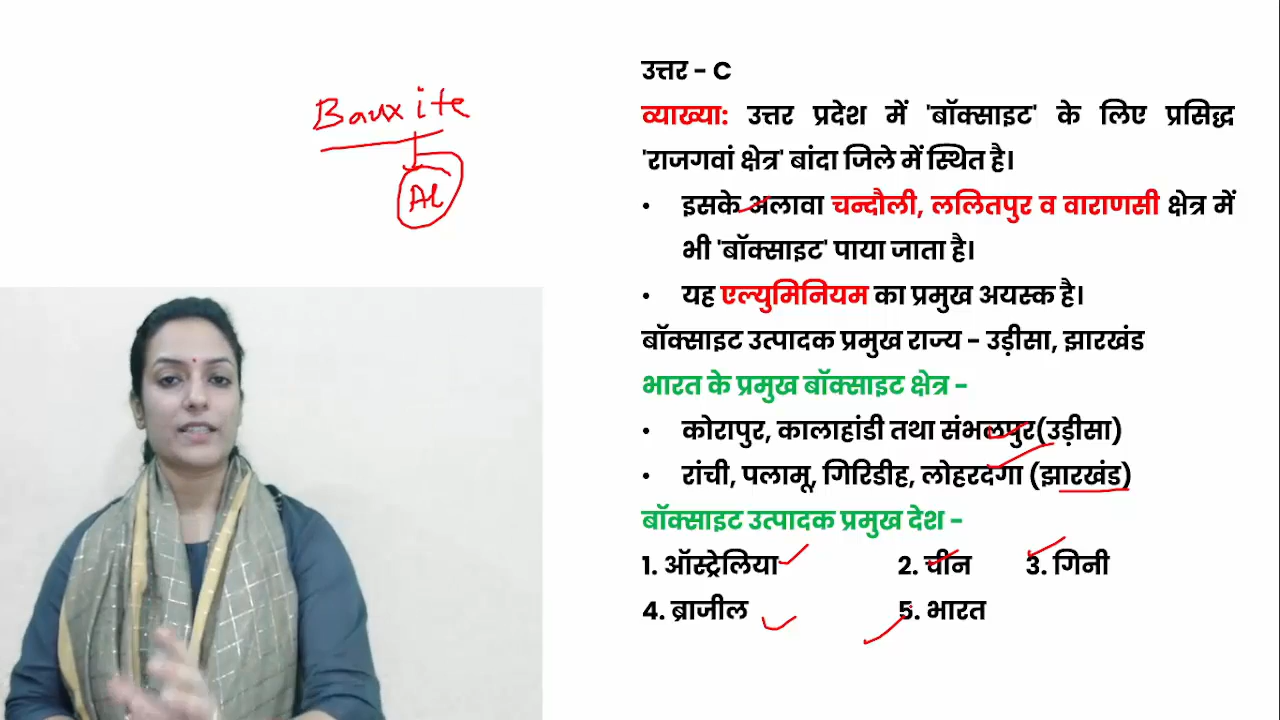 Bauxite
Al
उत्तर – C
व्याख्या: उत्तर प्रदेश में 'बॉक्साइट' के लिए प्रसिद्ध
'राजगवां क्षेत्र' बांदा जिले में स्थित है।
• इसके अलावा चन्दौली, ललितपुर व वाराणसी क्षेत्र में
भी 'बॉक्साइट' पाया जाता है।
• यह एल्युमिनियम का प्रमुख अयस्क है।
बॉक्साइट उत्पादक प्रमुख राज्य – उड़ीसा, झारखंड
भारत के प्रमुख बॉक्साइट क्षेत्र –
• कोरापुर, कालाहांडी तथा संभलपुर(उड़ीसा)
• रांची, पलामू, गिरिडीह, लोहरदगा (झारखंड)
बॉक्साइट उत्पादक प्रमुख देश –
1. ऑस्ट्रेलिया 2. चीन 3. गिनी
4. ब्राजील 5. भारत